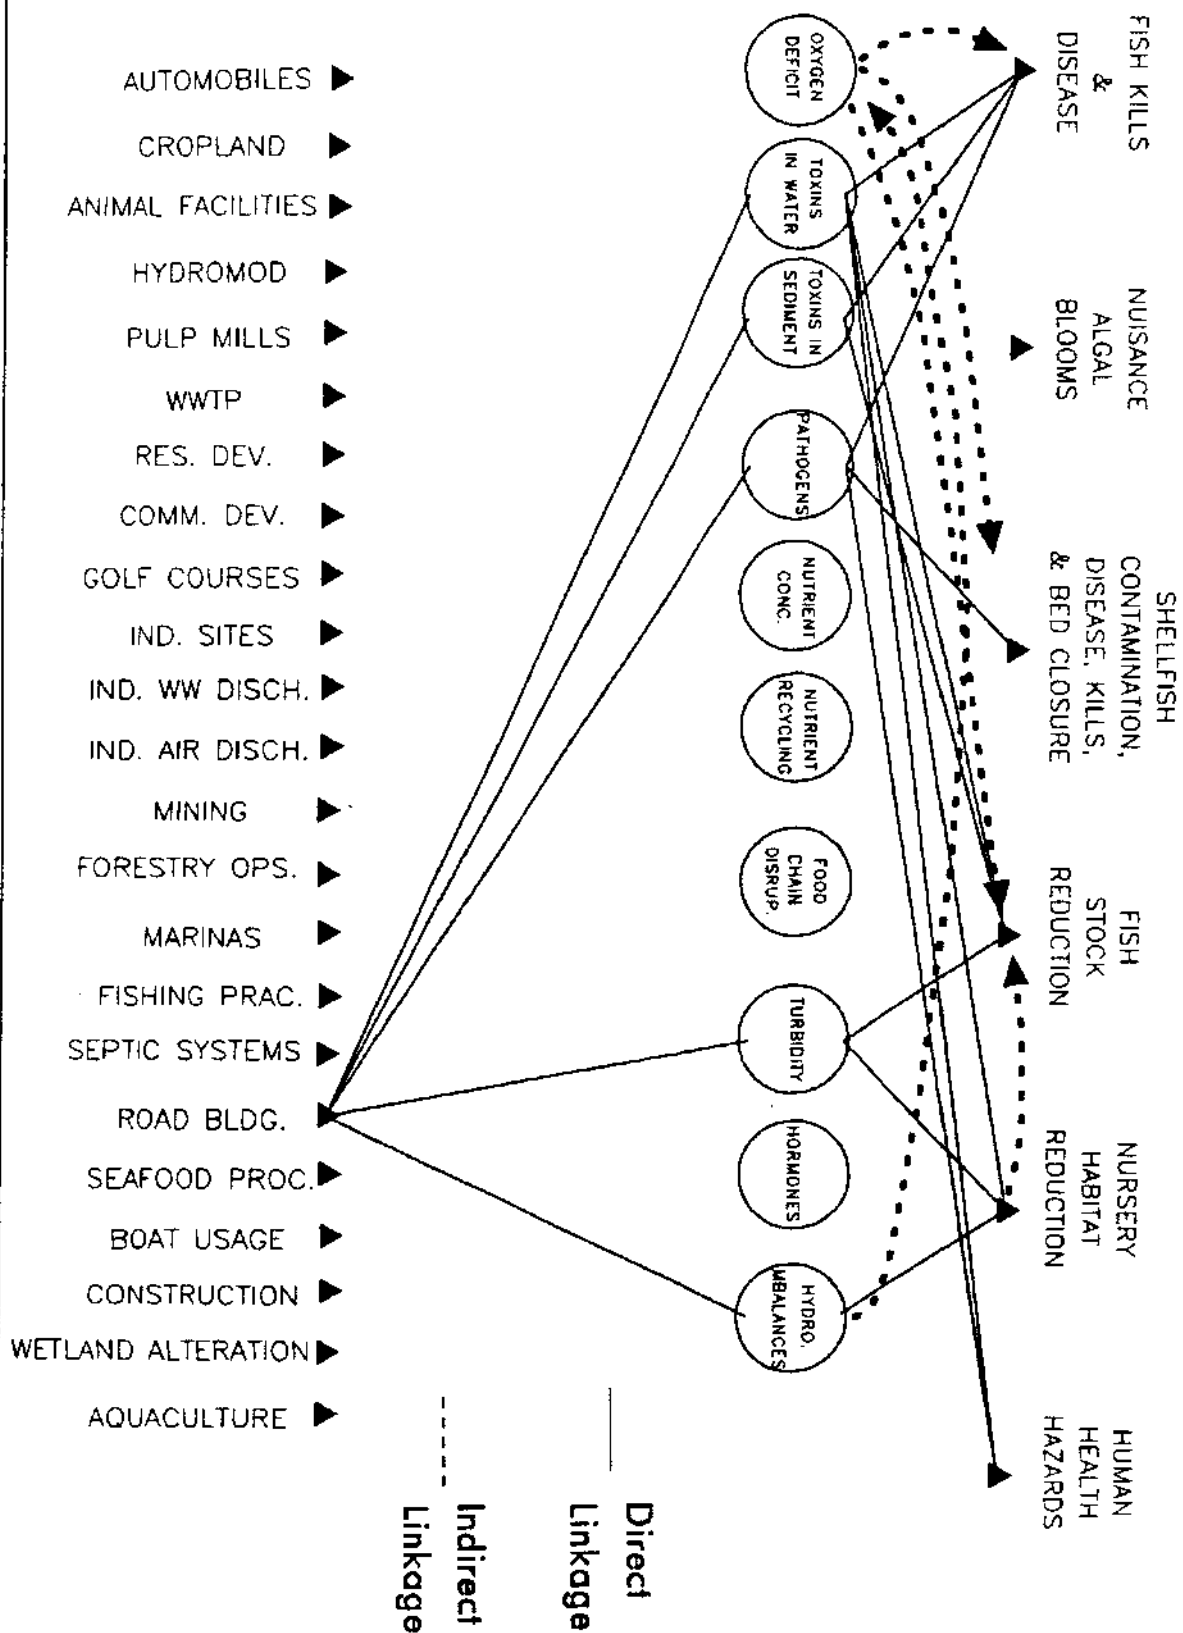 FISH KILLS
&
DISEASE
NUISANCE
ALGAL
BLOOMS
SHELLFISH
CONTAMINATION,
DISEASE, KILLS,
& BED CLOSURE
FISH
STOCK
REDUCTION
NURSERY
HABITAT
REDUCTION
HUMAN
HEALTH
HAZARDS
OXYGEN
DEFICIT
TOXINS
IN WATER
TOXINS IN
SEDIMENT
PATHOGENS
NUTRIENT
CONC.
NUTRIENT
RECYCLING
FOOD
CHAIN
DISRUP.
TURBIDITY
HORMONES
HYDRO.
MBALANCES
AUTOMOBILES
CROPLAND
ANIMAL FACILITIES
HYDROMOD
PULP MILLS
WWTP
RES. DEV.
COMM. DEV.
GOLF COURSES
IND. SITES
IND. WW DISCH.
IND. AIR DISCH.
MINING
FORESTRY OPS.
MARINAS
FISHING PRAC.
SEPTIC SYSTEMS
ROAD BLDG.
SEAFOOD PROC.
BOAT USAGE
CONSTRUCTION
WETLAND ALTERATION
AQUACULTURE
Direct
Linkage
Indirect
Linkage